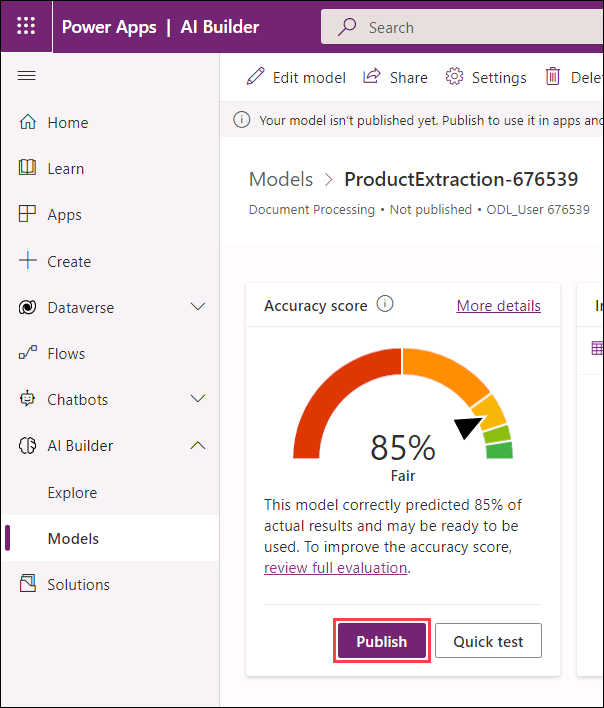 Power Apps | AI Builder
Search
Edit model
Share
Settings
Dele
Your model isn't published yet. Publish to use it in apps and
Home
Learn
Apps
Create
Dataverse
Flows
Chatbots
AI Builder
Explore
Models
Solutions
Models > ProductExtraction-676539
Document Processing • Not published • ODL_User 676539
Accuracy score
More details
85%
Fair
This model correctly predicted 85% of
actual results and may be ready to be
used. To improve the accuracy score,
review full evaluation.
Publish
Quick test